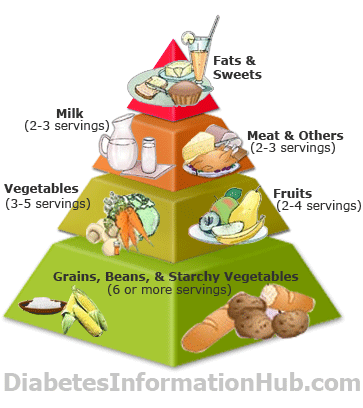 Fats &
Sweets
Milk
(2-3 servings)
Meat & Others
(2-3 servings)
Vegetables
(3-5 servings)
Fruits
(2-4 servings)
Grains, Beans, & Starchy Vegetables
(6 or more servings)
DiabetesInformationHub.com